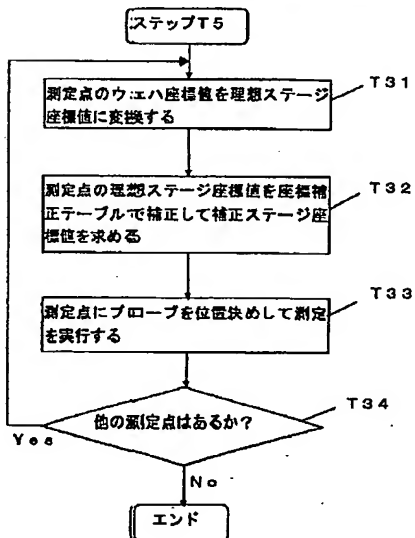 ステップT5
T31
測定点のウエハ座標値を理想ステージ
座標値に変換する
T32
測定点の理想ステージ座標値を座標補
正テーブルで補正して補正ステージ座
標値を求める
T33
測定点にプローブを位置決めして測定
を実行する
T34
他の測定点はあるか?
Yes
No
エンド